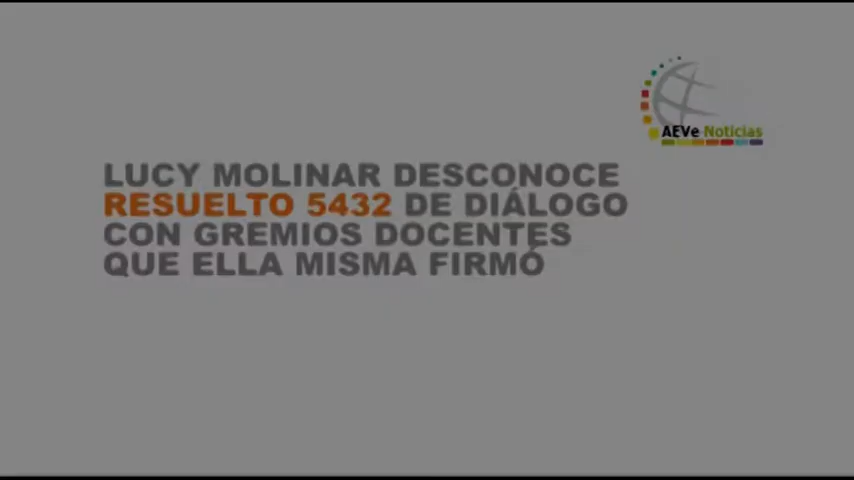 AEVe Noticias
LUCY MOLINAR DESCONOCE
RESUELTO 5432 DE DIÁLOGO
CON GREMIOS DOCENTES
QUE ELLA MISMA FIRMÓ